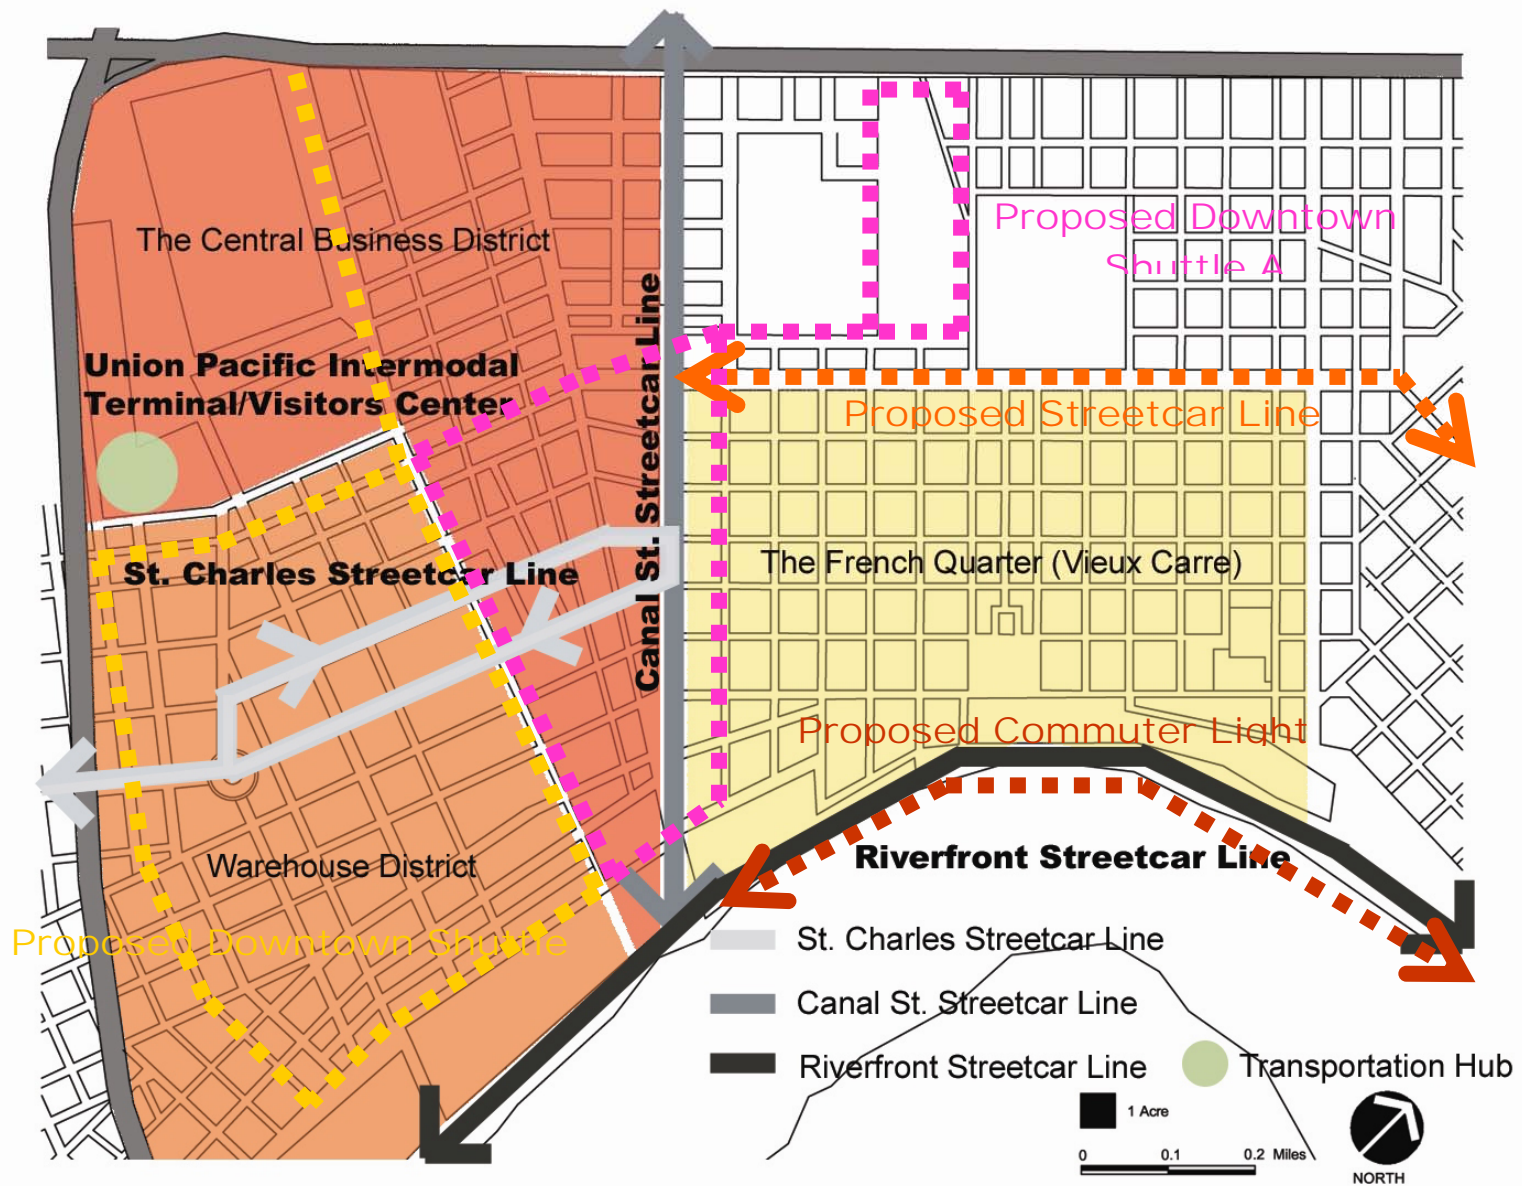 Proposed Downtown
Shuttle A
The Central Business District
Canal St. Streetcar Line
Union Pacific Intermodal
Terminal/Visitors Center
Proposed Streetcar Line
The French Quarter (Vieux Carre)
St. Charles Streetcar Line
Proposed Commuter Light
Warehouse District
Riverfront Streetcar Line
Proposed Downtown Shuttle
St. Charles Streetcar Line
Canal St. Streetcar Line
Riverfront Streetcar Line
Transportation Hub
1 Acre
0 0.1 0.2 Miles
NORTH